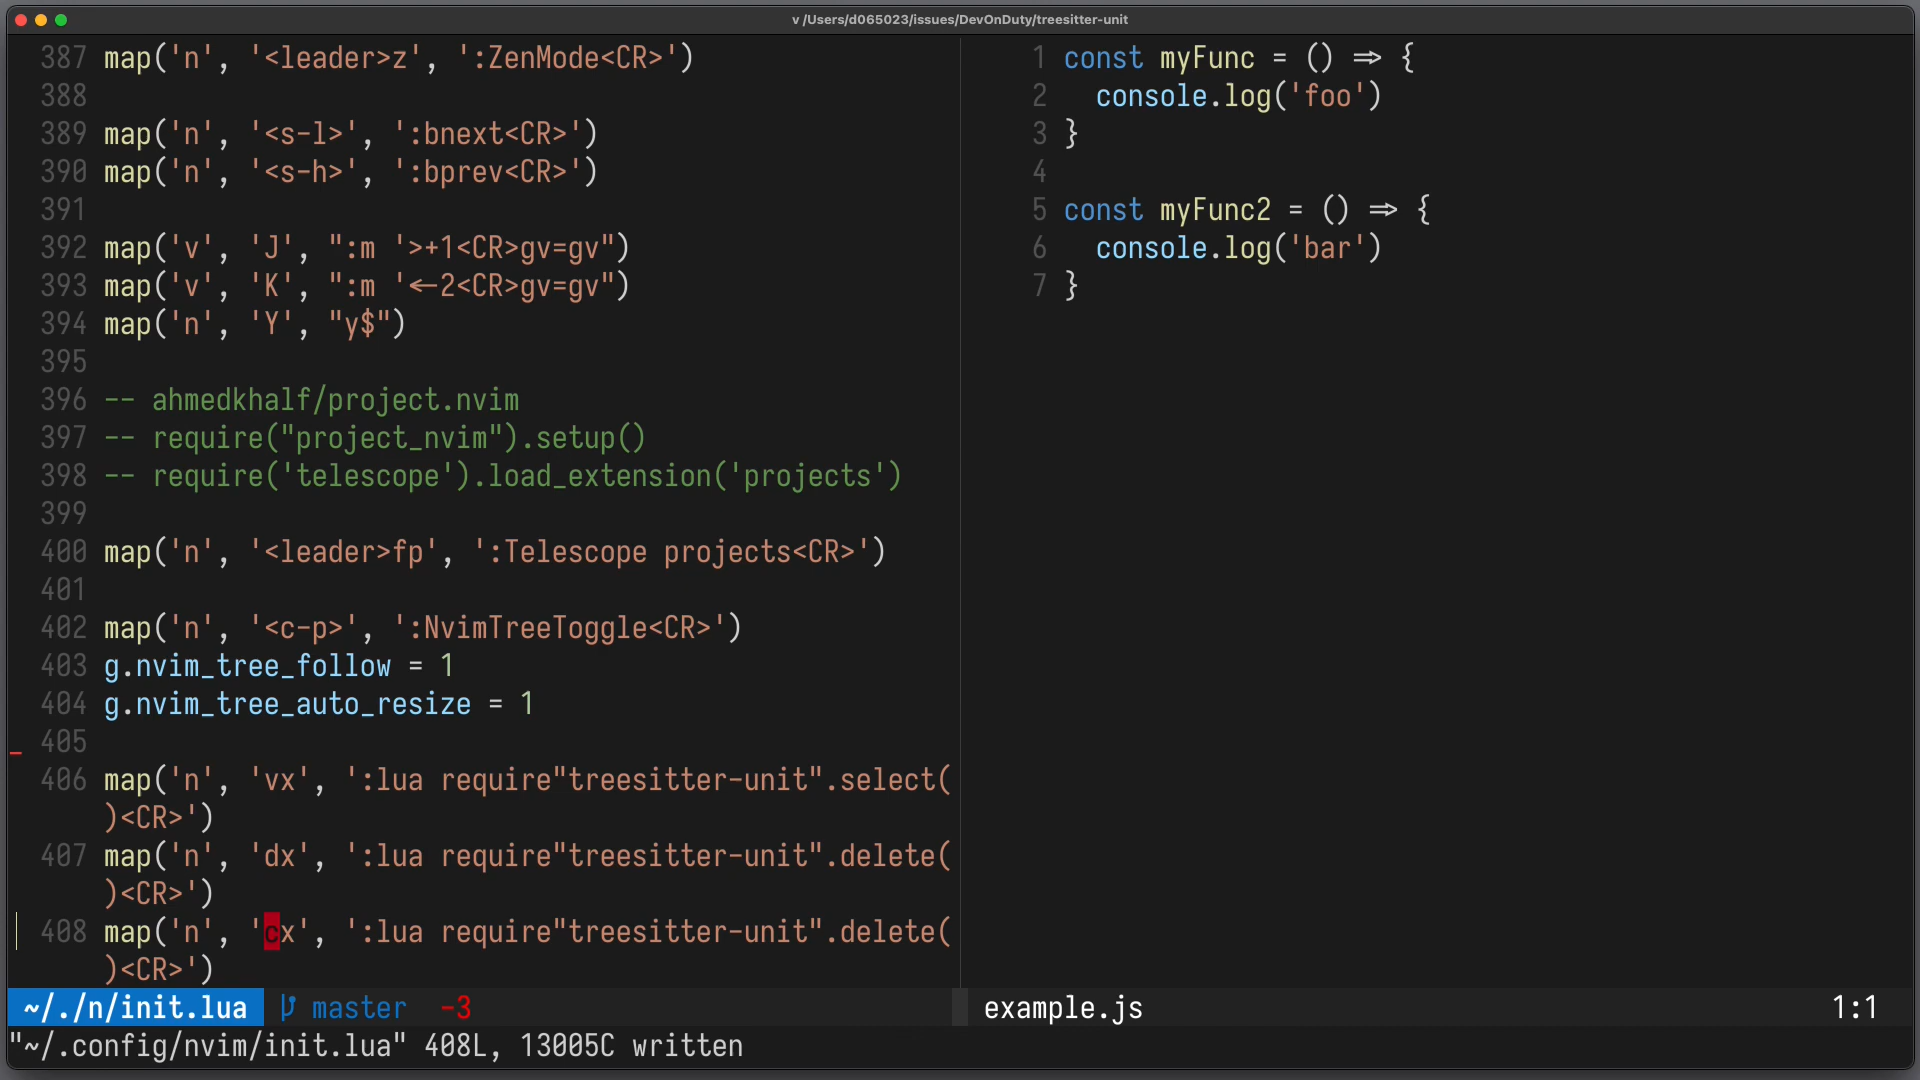 v /Users/d065023/issues/DevOnDuty/treesitter-unit
387 map('n', '<leader>z', ':ZenMode<CR>')
388
389 map('n', '<s-l>', ':bnext<CR>')
390 map('n', '<s-h>', ':bprev<CR>')
391
392 map('v', 'J', ":m '>+1<CR>gv=gv")
393 map('v', 'K', ":m '<-2<CR>gv=gv")
394 map('n', 'Y', "y$")
395
396 -- ahmedkhalf/project.nvim
397 -- require("project_nvim").setup()
398 -- require('telescope').load_extension('projects')
399
400 map('n', '<leader>fp', ':Telescope projects<CR>')
401
402 map('n', '<c-p>', ':NvimTreeToggle<CR>')
403 g.nvim_tree_follow = 1
404 g.nvim_tree_auto_resize = 1
405
406 map('n', 'vx', ':lua require"treesitter-unit".select(
)<CR>')
407 map('n', 'dx', ':lua require"treesitter-unit".delete(
)<CR>')
408 map('n', 'cx', ':lua require"treesitter-unit".delete(
)<CR>')
~/./n/init.lua master -3
1 const myFunc = () => {
2 console.log('foo')
3 }
4
5 const myFunc2 = () => {
6 console.log('bar')
7 }
example.js 1:1
"~/.config/nvim/init.lua" 408L, 13005C written